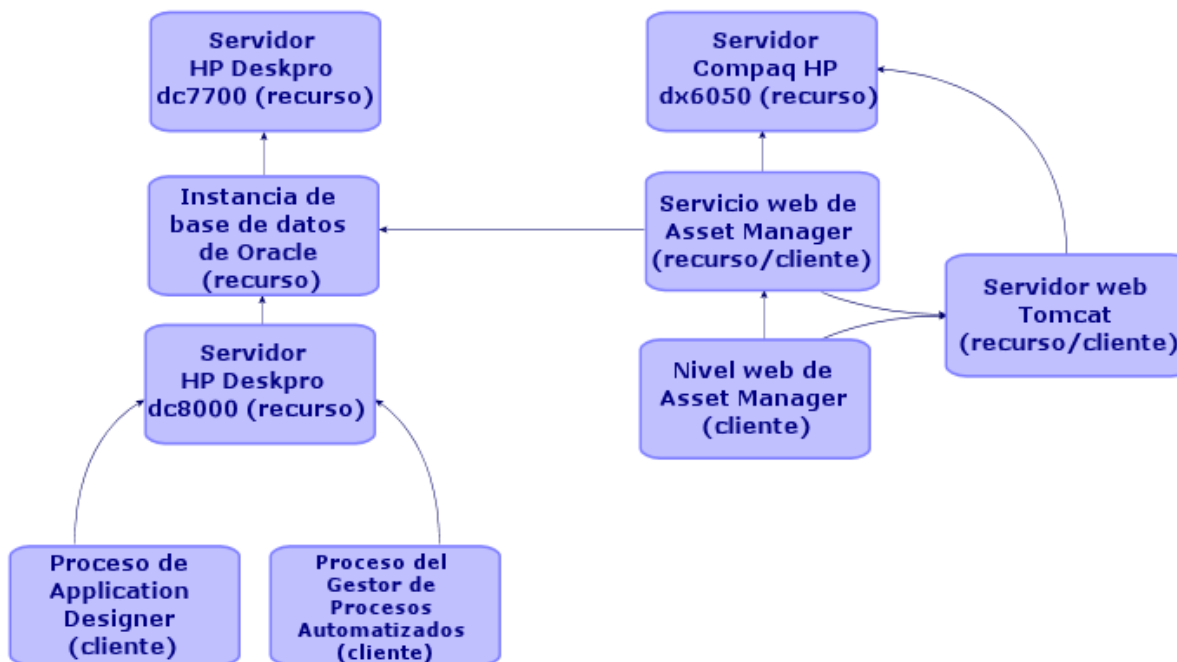 Servidor
HP Deskpro
dc7700 (recurso)
Servidor
Compaq HP
dx6050 (recurso)
Instancia de
base de datos
de Oracle
(recurso)
Servicio web de
Asset Manager
(recurso/cliente)
Servidor web
Tomcat
(recurso/cliente)
Servidor
HP Deskpro
dc8000 (recurso)
Nivel web de
Asset Manager
(cliente)
Proceso de
Application
Designer
(cliente)
Proceso del
Gestor de
Procesos
Automatizados
(cliente)